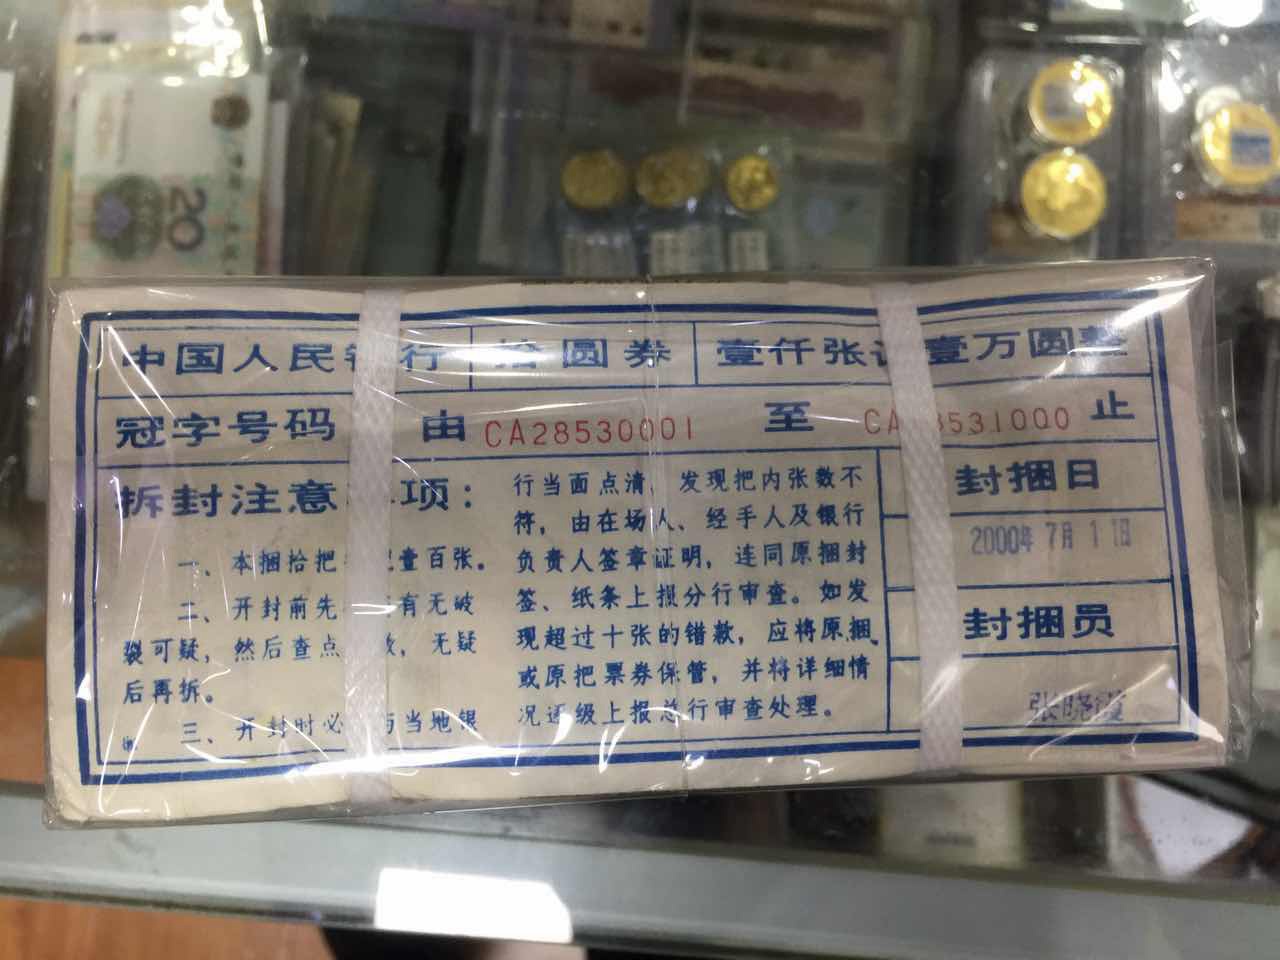 中国人民 行 拾圆券 壹仟张 壹万圆整
冠字号码 由 CA28530001 至 CA 8531000 止
拆封注意 项：
一、本捆拾把 壹百张。
二、开封前先 有无破
裂可疑，然后查点 数，无疑
后再拆。
三、开封时必 与当地银
行当面点清，发现把内张数不
符，由在场人、经手人及银行
负责人签章证明，连同原捆封
签、纸条上报分行审查。如发
现超过十张的错款，应将原捆
或原把票券保管，并将详细情
况逐级上报总行审查处理。
封捆日
2000年 7月 1 日
封捆员
张晓霞
20